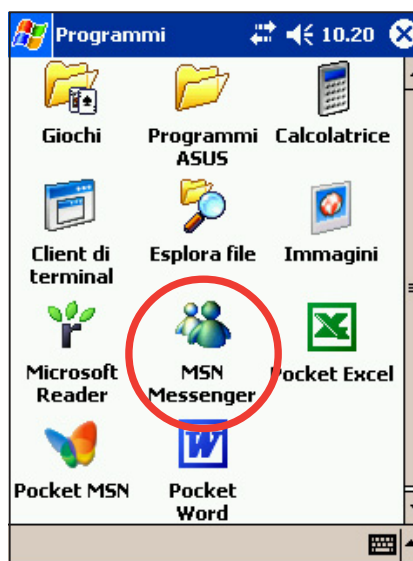 Programmi 10.20
Giochi
Programmi ASUS
Calcolatrice
Client di terminal
Esplora file
Immagini
Microsoft Reader
MSN Messenger
Pocket Excel
Pocket MSN
Pocket Word